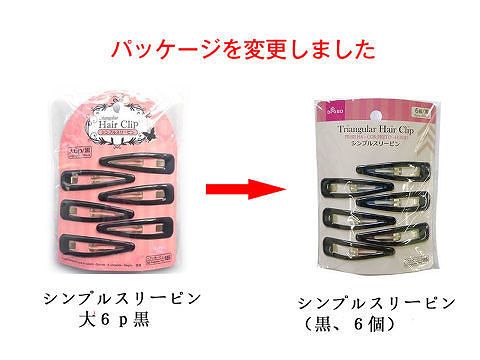 パッケージを変更しました
Triangular
Hair Clip
シンプルスリーピン
DAISO
6個/黒
Triangular Hair Clip
シンプルスリーピン
シンプルスリーピン
大6p黒
シンプルスリーピン
(黒、6個)